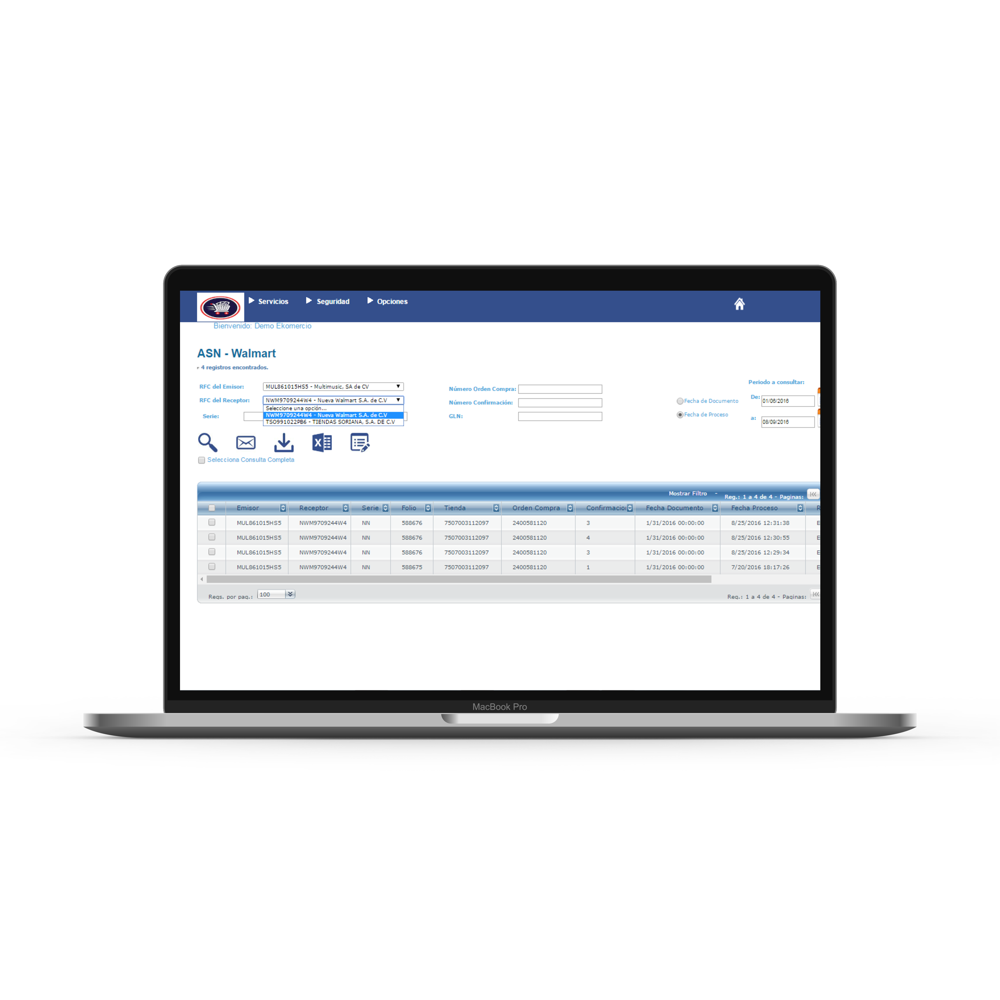 Servicios Seguridad Opciones
Bienvenido: Demo Ekomercio
ASN - Walmart
4 registros encontrados.
Periodo a consultar:
RFC del Emisor: MUL861015HS5 - Multimusic, SA de CV
Número Orden Compra:
De: 01/06/2016
RFC del Receptor: NWM9709244W4 - Nueva Walmart S.A. de C.V
Número Confirmación:
Fecha de Documento
Seleccione una opción...
NWM9709244W4 - Nueva Walmart S.A. de C.V
TSO991022PB6 - TIENDAS SORIANA, S.A. DE C.V
Serie:
GLN:
Fecha de Proceso
a: 08/09/2016
X
Selecciona Consulta Completa
Mostrar Filtro - Reg.: 1 a 4 de 4 - Paginas:
Emisor Receptor Serie Folio Tienda Orden Compra Confirmacio Fecha Documento Fecha Proceso R
MUL861015HS5 NWM9709244W4 NN 588676 7507003112097 2400581120 3 1/31/2016 00:00:00 8/25/2016 12:31:38 E
MUL861015HS5 NWM9709244W4 NN 588676 7507003112097 2400581120 4 1/31/2016 00:00:00 8/25/2016 12:30:55 E
MUL861015HS5 NWM9709244W4 NN 588676 7507003112097 2400581120 3 1/31/2016 00:00:00 8/25/2016 12:29:34 E
MUL861015HS5 NWM9709244W4 NN 588675 7507003112097 2400581120 1 1/31/2016 00:00:00 7/20/2016 18:17:26 E
Regs. por pag.: 100 Reg.: 1 a 4 de 4 - Paginas:
MacBook Pro